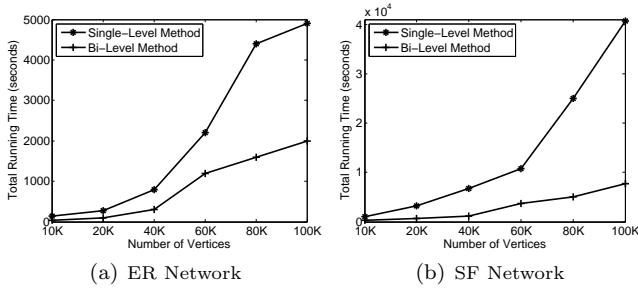 Total Running Time (seconds)
5000
4000
3000
2000
1000
0
Single-Level Method
Bi-Level Method
10K 20K 40K 60K 80K 100K
Number of Vertices
(a) ER Network
Total Running Time (seconds)
x 10^4
4
3
2
1
0
Single-Level Method
Bi-Level Method
10K 20K 40K 60K 80K 100K
Number of Vertices
(b) SF Network